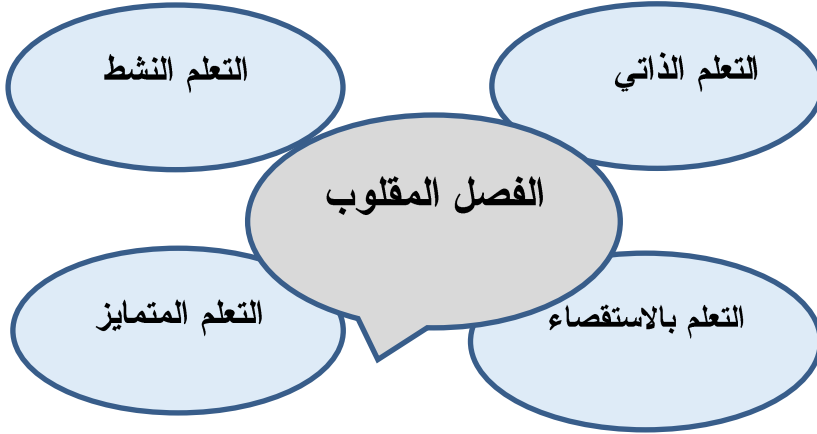 التعلم الذاتي
التعلم النشط
الفصل المقلوب
التعلم بالاستقصاء
التعلم المتمايز